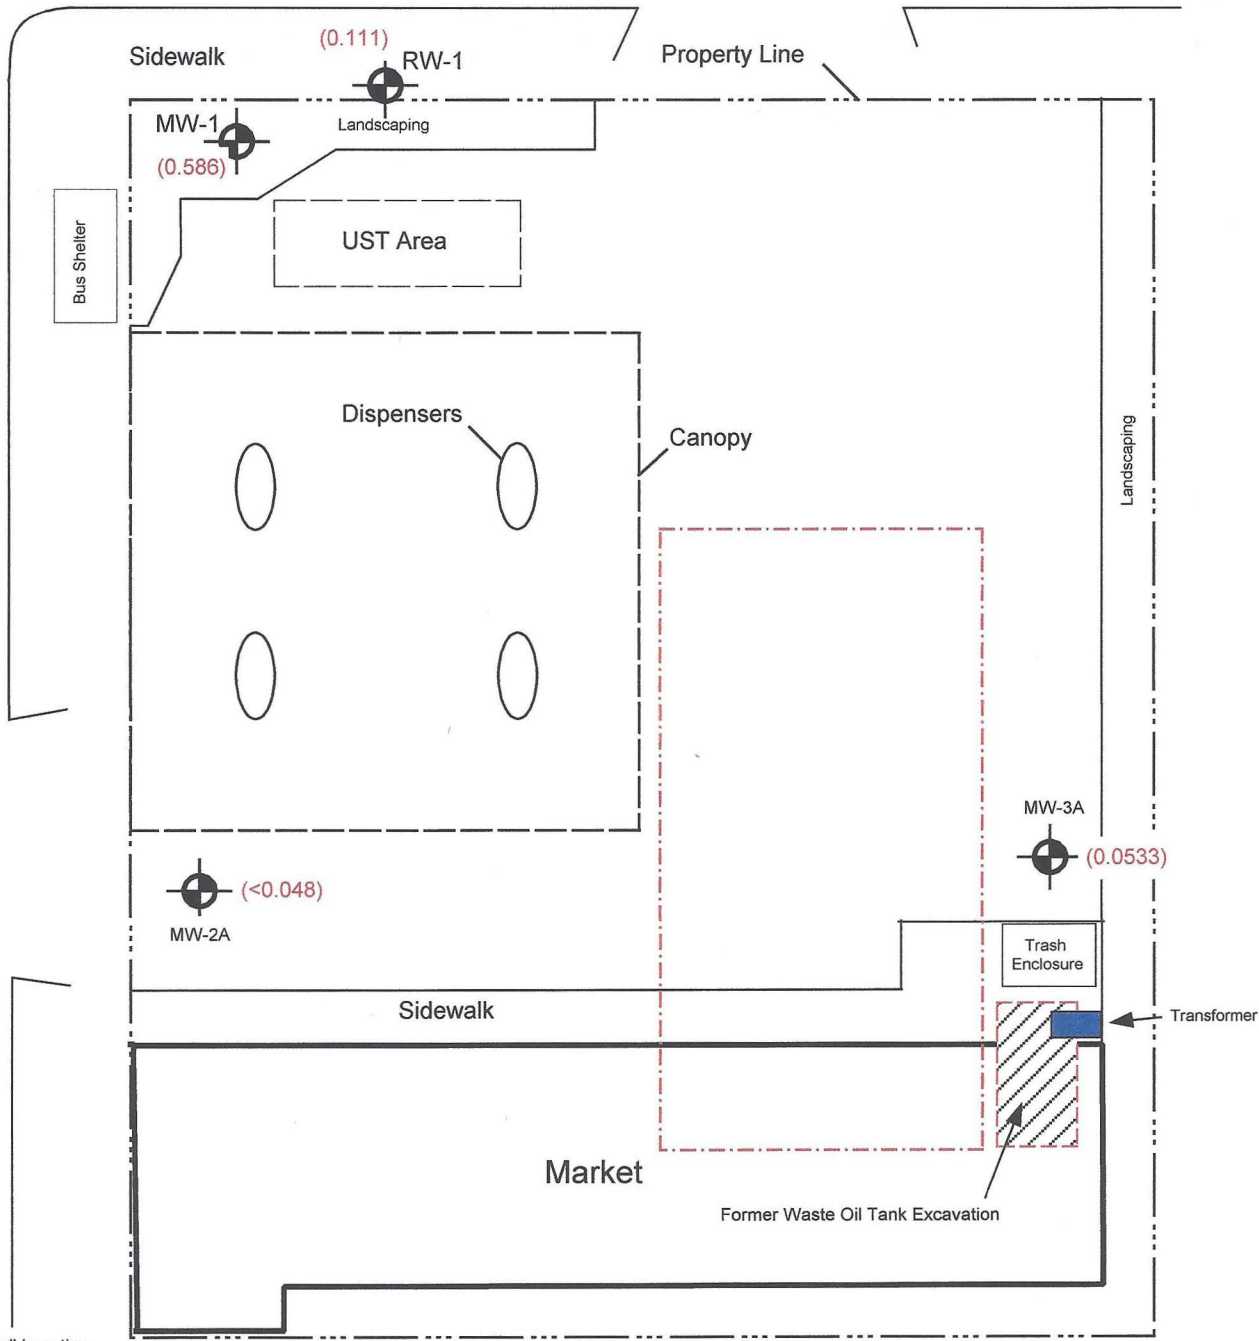 (0.111)
Sidewalk
RW-1
Property Line
MW-1
Landscaping
(0.586)
Bus Shelter
UST Area
Dispensers
Canopy
Landscaping
MW-3A
(0.0533)
(<0.048)
MW-2A
Trash
Enclosure
Sidewalk
Transformer
Market
Former Waste Oil Tank Excavation